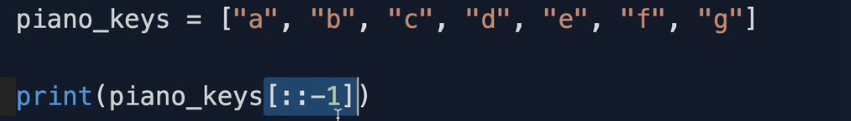 piano_keys = ["a", "b", "c", "d", "e", "f", "g"]
print(piano_keys[::-1])